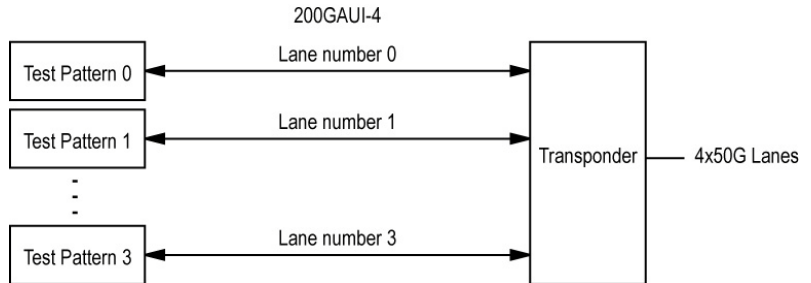 200GAUI-4
Test Pattern 0
Lane number 0
Test Pattern 1
Lane number 1
Transponder
4x50G Lanes
Test Pattern 3
Lane number 3